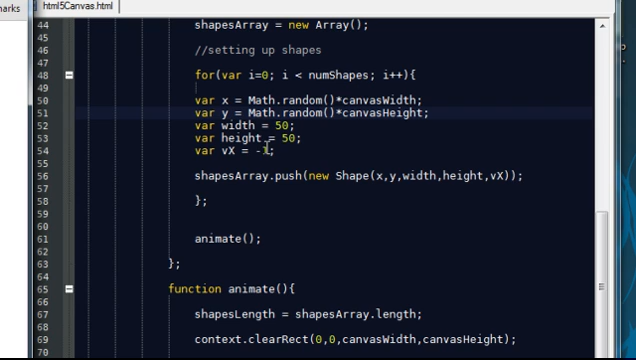 marks
html5Canvas.html
44 shapesArray = new Array();
45
46 //setting up shapes
47
48 for(var i=0; i < numShapes; i++){
49
50 var x = Math.random()*canvasWidth;
51 var y = Math.random()*canvasHeight;
52 var width = 50;
53 var height = 50;
54 var vX = -1;
55
56 shapesArray.push(new Shape(x,y,width,height,vX));
57
58 };
59
60
61 animate();
62
63 };
64
65 function animate(){
66
67 shapesLength = shapesArray.length;
68
69 context.clearRect(0,0,canvasWidth,canvasHeight);
70